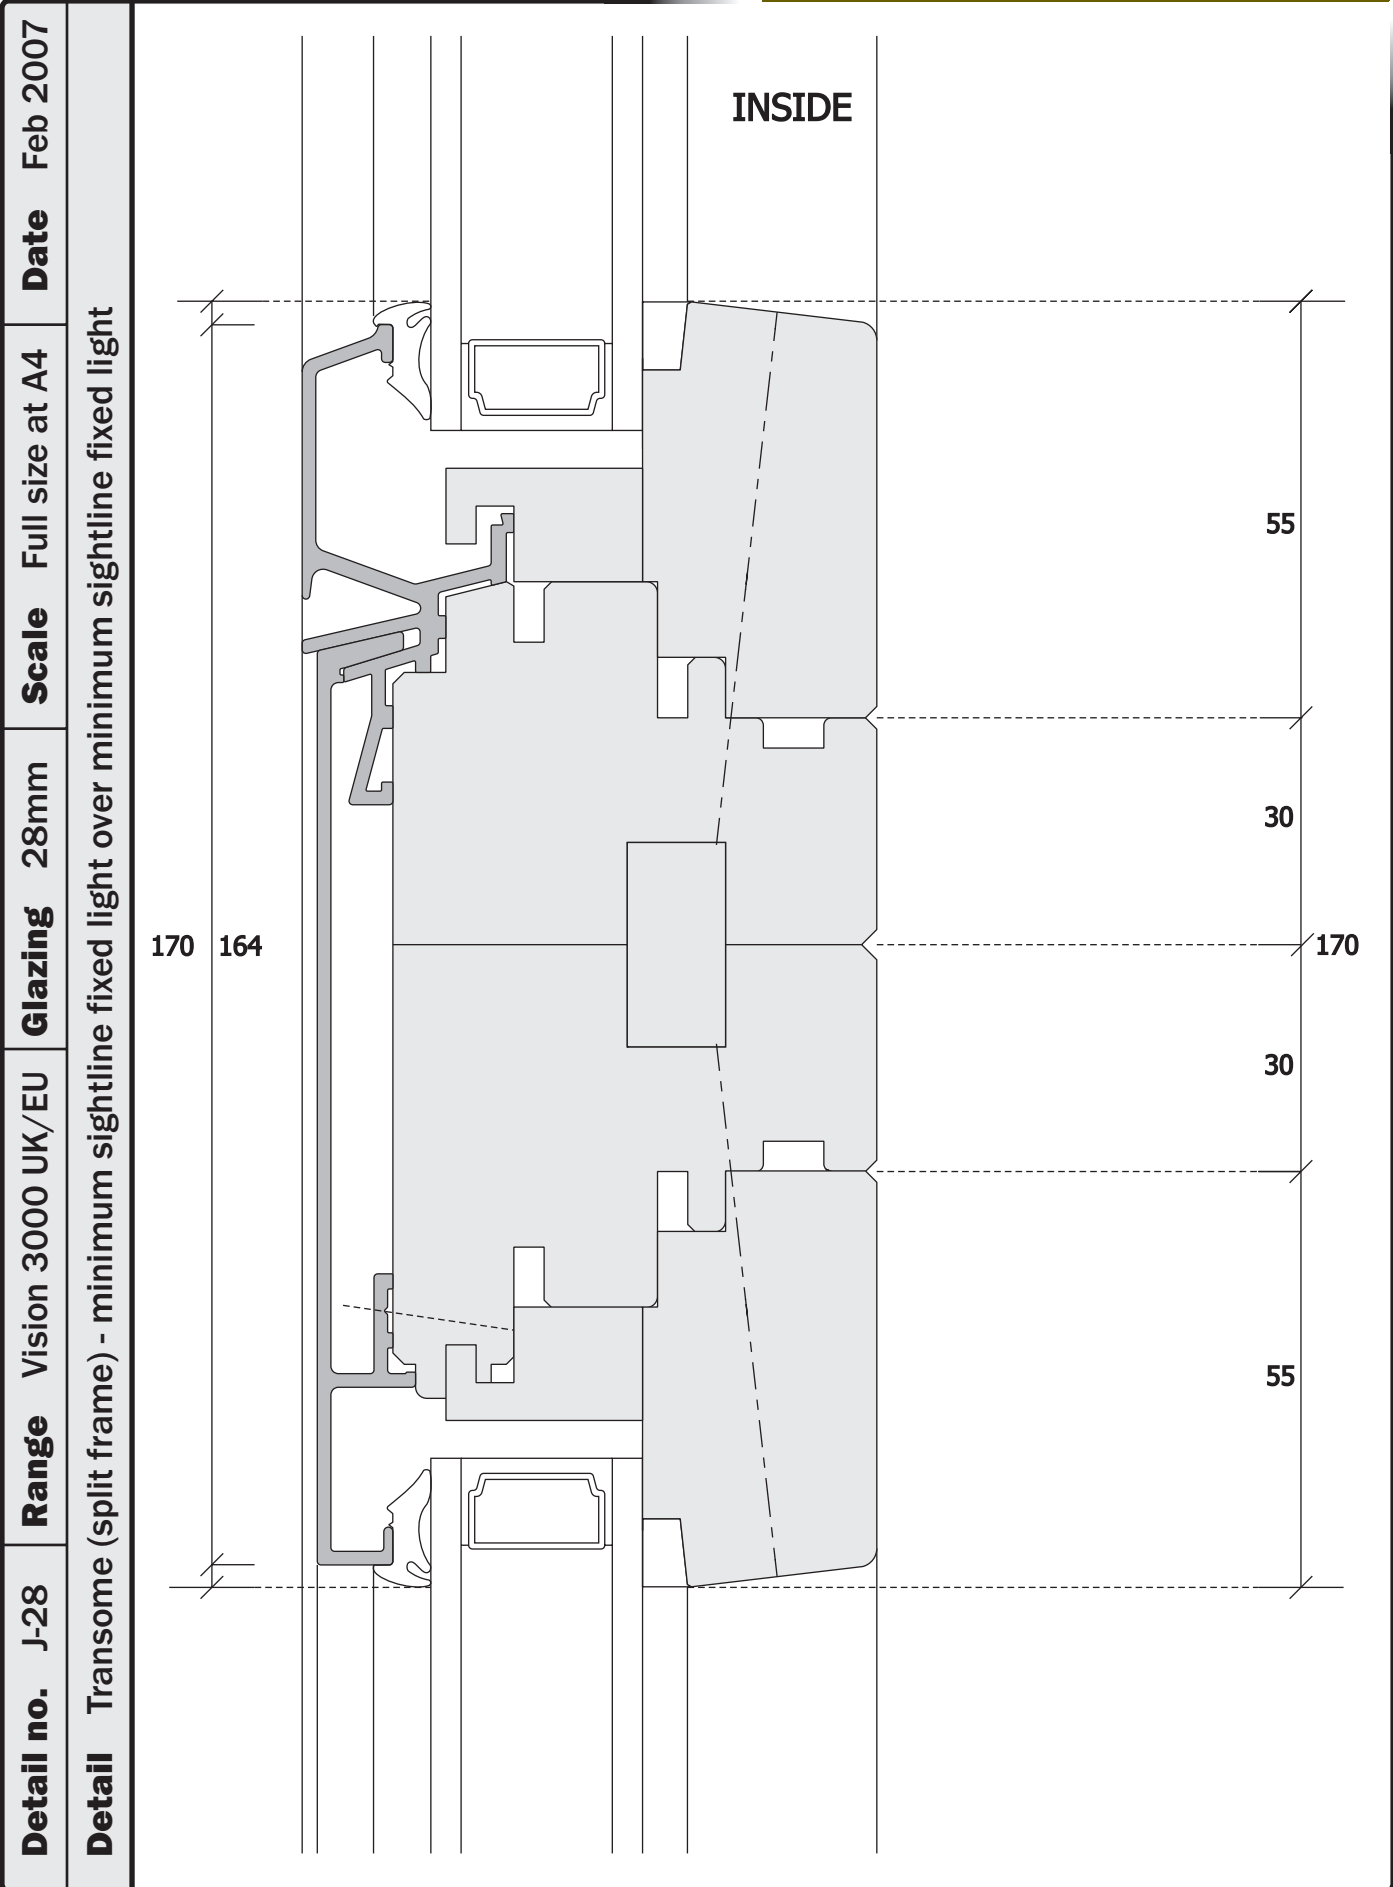 Detail no. J-28 Range Vision 3000 UK/EU Glazing 28mm Scale Full size at A4 Date Feb 2007
Detail Transome (split frame) - minimum sightline fixed light over minimum sightline fixed light
INSIDE
55
30
170 164
170
30
55